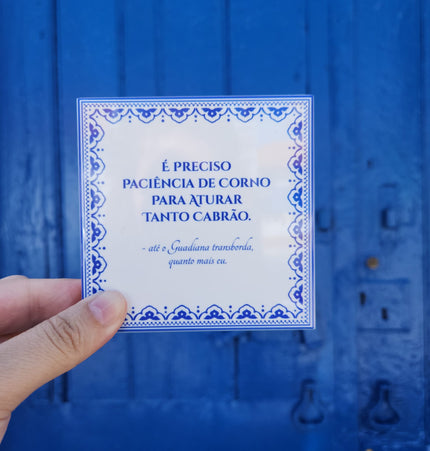 É PRECISO
PACIÊNCIA DE CORNO
PARA ATURAR
TANTO CABRÃO.
- até o Guadiana transborda,
quanto mais eu.